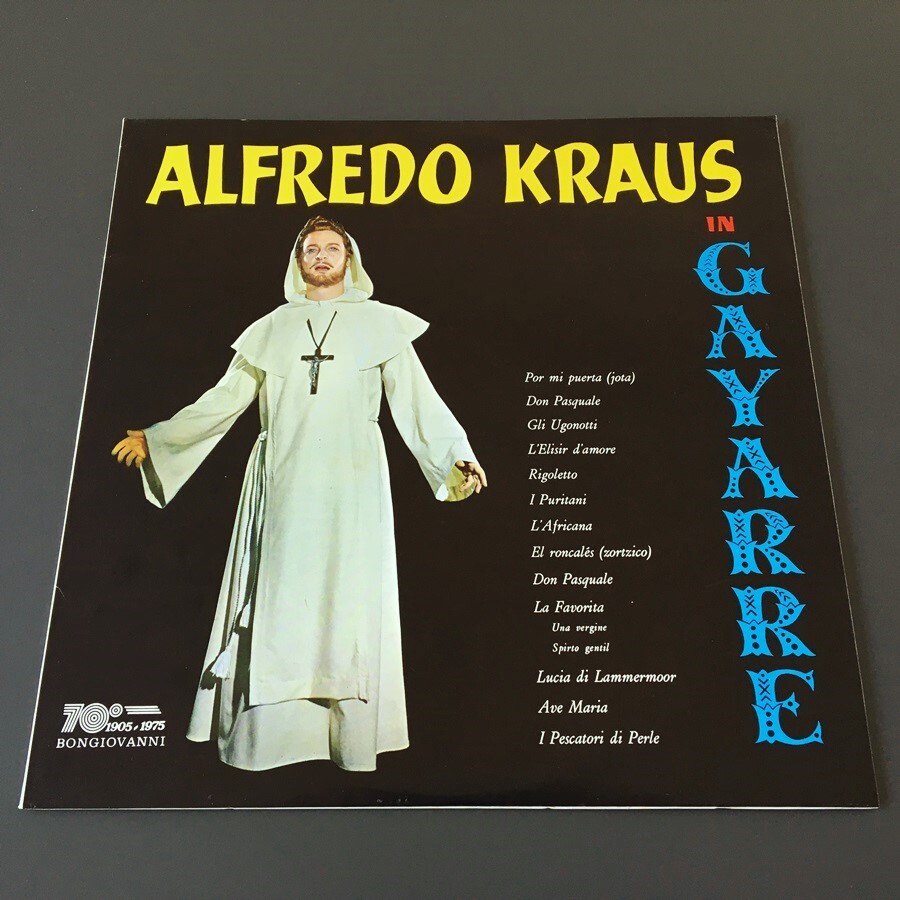 ALFREDO KRAUS
IN
GAYARRE
Por mi puerta (jota)
Don Pasquale
Gli Ugonotti
L'Elisir d'amore
Rigoletto
I Puritani
L'Africana
El roncalés (zortzico)
Don Pasquale
La Favorita
Una vergine
Spirto gentil
Lucia di Lammermoor
Ave Maria
I Pescatori di Perle
70°
1905-1975
BONGIOVANNI